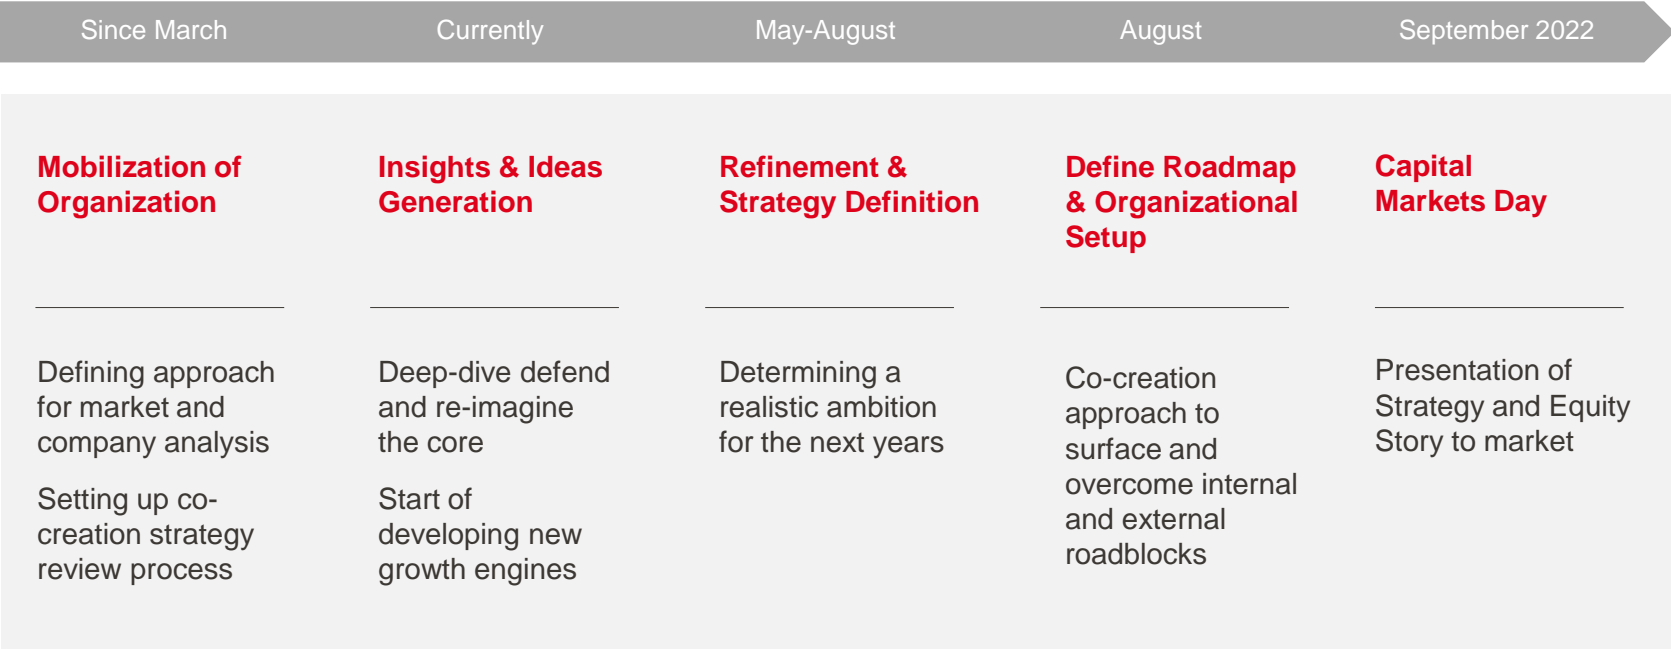 Since March
Currently
May-August
August
September 2022
Mobilization of
Organization
Insights & Ideas
Generation
Refinement &
Strategy Definition
Define Roadmap
& Organizational
Setup
Capital
Markets Day
Defining approach
for market and
company analysis
Setting up co-
creation strategy
review process
Deep-dive defend
and re-imagine
the core
Start of
developing new
growth engines
Determining a
realistic ambition
for the next years
Co-creation
approach to
surface and
overcome internal
and external
roadblocks
Presentation of
Strategy and Equity
Story to market